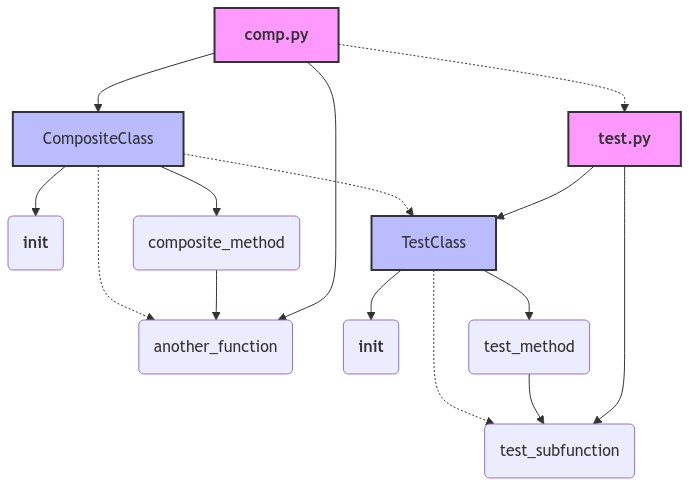 comp.py
CompositeClass
test.py
init
composite_method
TestClass
another_function
init
test_method
test_subfunction